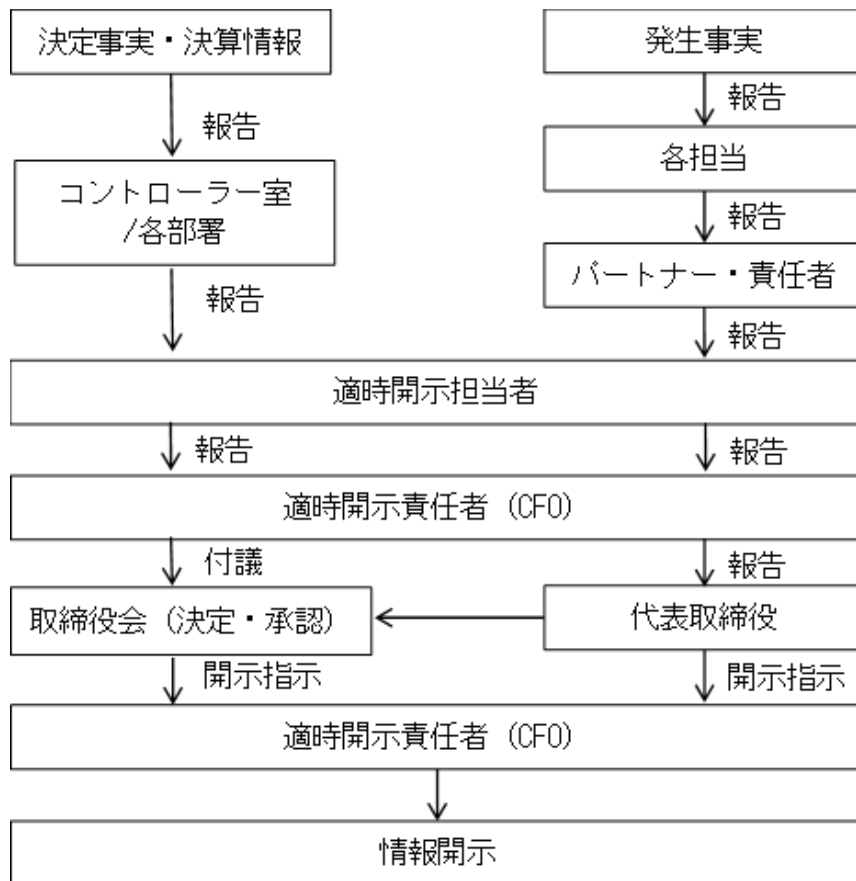 決定事実・決算情報
発生事実
報告
報告
各担当
コントローラー室
/各部署
報告
パートナー・責任者
報告
報告
適時開示担当者
報告
報告
適時開示責任者（CFO）
付議
報告
取締役会（決定・承認）
代表取締役
開示指示
開示指示
適時開示責任者（CFO）
情報開示